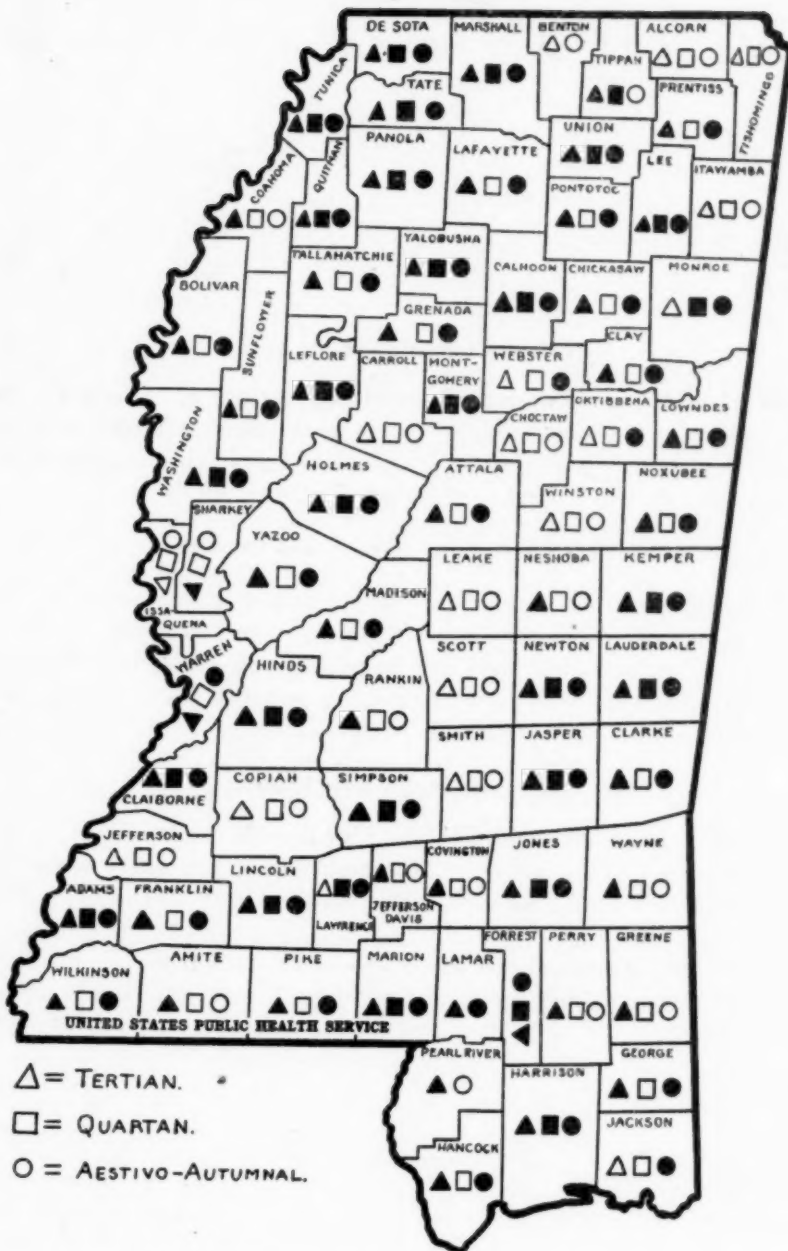 DE SOTA
MARSHALL
BENTON
ALCORN
TIPPAH
TISHOMINGO
TUNICA
TATE
PRENTISS
UNION
PANOLA
LAFAYETTE
LEE
ITAWAMBA
COAHOMA
QUITMAN
PONTOTOC
YALOBUSHA
TALLAHATCHIE
CALHOON
CHICKASAW
MONROE
BOLIVAR
SUNFLOWER
GRENADA
LEFLORE
CARROLL
MONT-
GOMERY
WEBSTER
CLAY
OKTIBBEHA
LOWNDES
CHOCTAW
WASHINGTON
HOLMES
ATTALA
WINSTON
NOXUBEE
SHARKEY
YAZOO
LEAKE
NESHOBA
KEMPER
ISSA-
QUENA
MADISON
SCOTT
NEWTON
LAUDERDALE
WARREN
HINDS
RANKIN
SMITH
JASPER
CLARKE
CLAIBORNE
COPIAH
SIMPSON
JEFFERSON
LINCOLN
COVINGTON
JONES
WAYNE
ADAMS
FRANKLIN
LAWRENCE
JEFFERSON
DAVIS
FORREST
PERRY
GREENE
WILKINSON
AMITE
PIKE
MARION
LAMAR
UNITED STATES PUBLIC HEALTH SERVICE
PEARL RIVER
GEORGE
HARRISON
JACKSON
HANCOCK
△ = TERTIAN.
□ = QUARTAN.
○ = AESTIVO-AUTUMNAL.